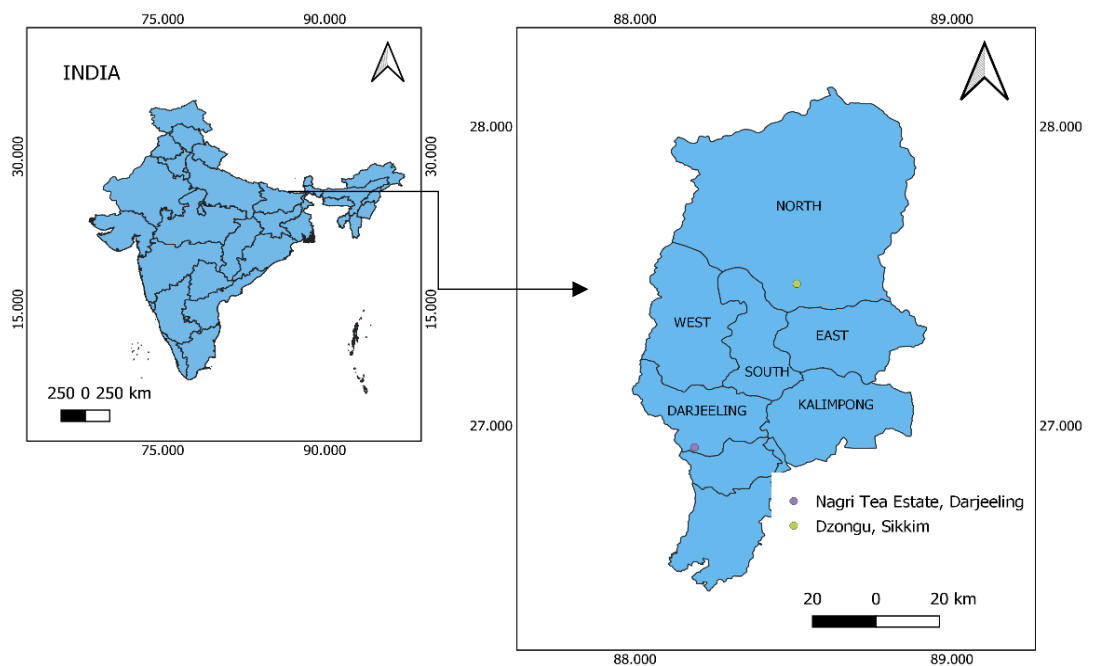 75.000 90.000
INDIA
30.000 30.000
15.000 15.000
250 0 250 km
75.000 90.000
88.000 89.000
28.000 28.000
NORTH
WEST
EAST
SOUTH
DARJEELING
KALIMPONG
27.000 27.000
Nagri Tea Estate, Darjeeling
Dzongu, Sikkim
20 0 20 km
88.000 89.000